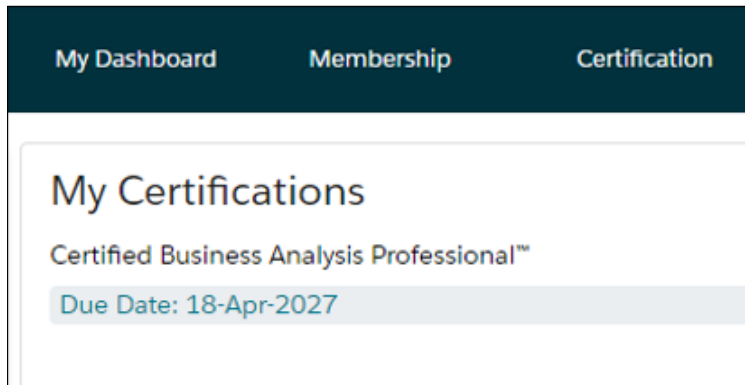 My Dashboard Membership Certification
My Certifications
Certified Business Analysis Professional™
Due Date: 18-Apr-2027